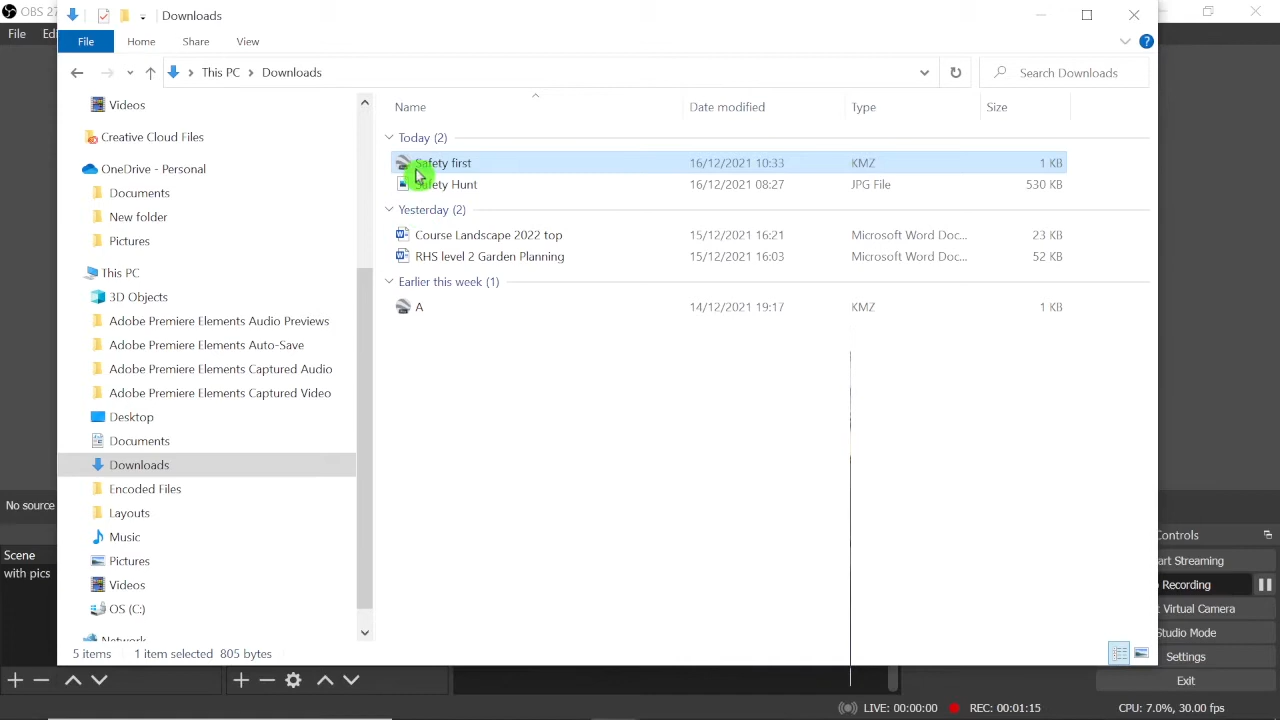 OBS 27
Downloads
File
Ed
File
Home
Share
View
This PC
Downloads
Search Downloads
Name
Date modified
Type
Size
Videos
Creative Cloud Files
OneDrive - Personal
Documents
New folder
Pictures
This PC
3D Objects
Adobe Premiere Elements Audio Previews
Adobe Premiere Elements Auto-Save
Adobe Premiere Elements Captured Audio
Adobe Premiere Elements Captured Video
Desktop
Documents
Downloads
Encoded Files
Layouts
Music
Pictures
Videos
OS (C:)
Network
Today (2)
Safety first 16/12/2021 10:33 KMZ 1 KB
Safety Hunt 16/12/2021 08:27 JPG File 530 KB
Yesterday (2)
Course Landscape 2022 top 15/12/2021 16:21 Microsoft Word Doc... 23 KB
RHS level 2 Garden Planning 15/12/2021 16:03 Microsoft Word Doc... 52 KB
Earlier this week (1)
A 14/12/2021 19:17 KMZ 1 KB
5 items 1 item selected 805 bytes
No source
Scene
with pics
Controls
art Streaming
Recording
t Virtual Camera
Studio Mode
Settings
Exit
LIVE: 00:00:00
REC: 00:01:15
CPU: 7.0%, 30.00 fps